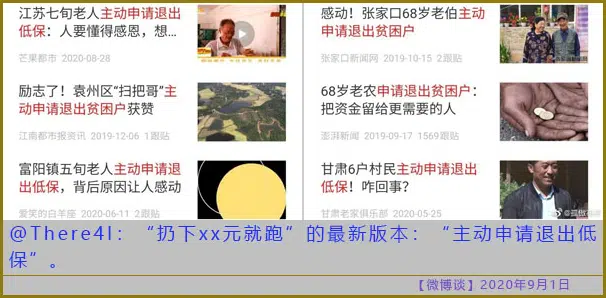 江苏七旬老人主动申请退出
低保：人要懂得感恩，想…
芒果都市 2020-08-28
励志了！袁州区“扫把哥”主
动申请退出贫困户获赞
江南都市报资讯 2019-12-06 1跟贴
富阳镇五旬老人主动申请退
出低保，背后原因让人感动
爱笑的白羊座 2020-06-11 2跟贴
感动！张家口68岁老伯主动
申请退出贫困户
张家口新闻网 2019-10-15 2跟贴
68岁老农申请退出贫困户：
把资金留给更需要的人
澎湃新闻 2019-09-17 1569跟贴
甘肃6户村民主动申请退出
低保！咋回事？
甘肃老家俱乐部 2020-05-25
@There4I：“扔下xx元就跑”的最新版本：“主动申请退出低
保”。
【微博谈】2020年9月1日